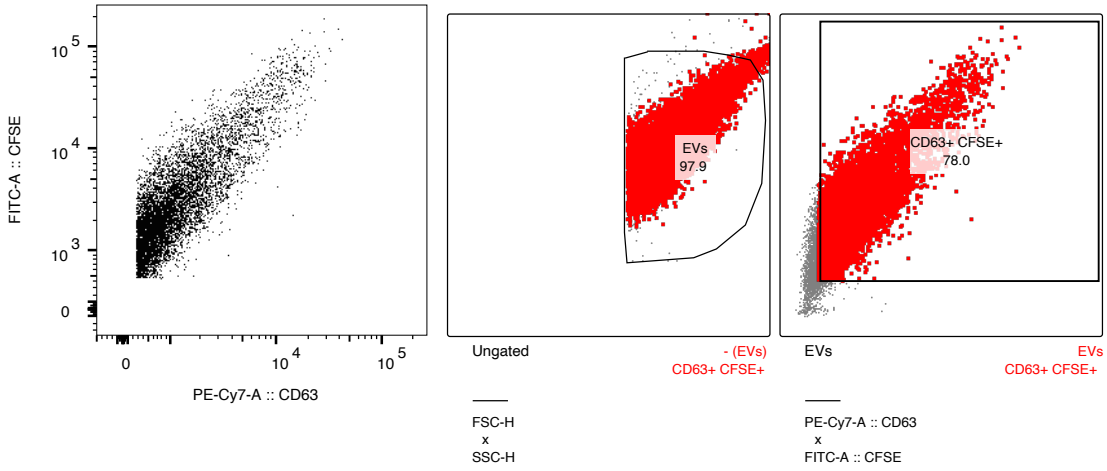 FITC-A :: CFSE
10 5
10 4
10 3
0
0
10 4
10 5
PE-Cy7-A :: CD63
EVs
97.9
Ungated
- (EVs)
CD63+ CFSE+
FSC-H
x
SSC-H
CD63+ CFSE+
78.0
EVs
EVs
CD63+ CFSE+
PE-Cy7-A :: CD63
x
FITC-A :: CFSE